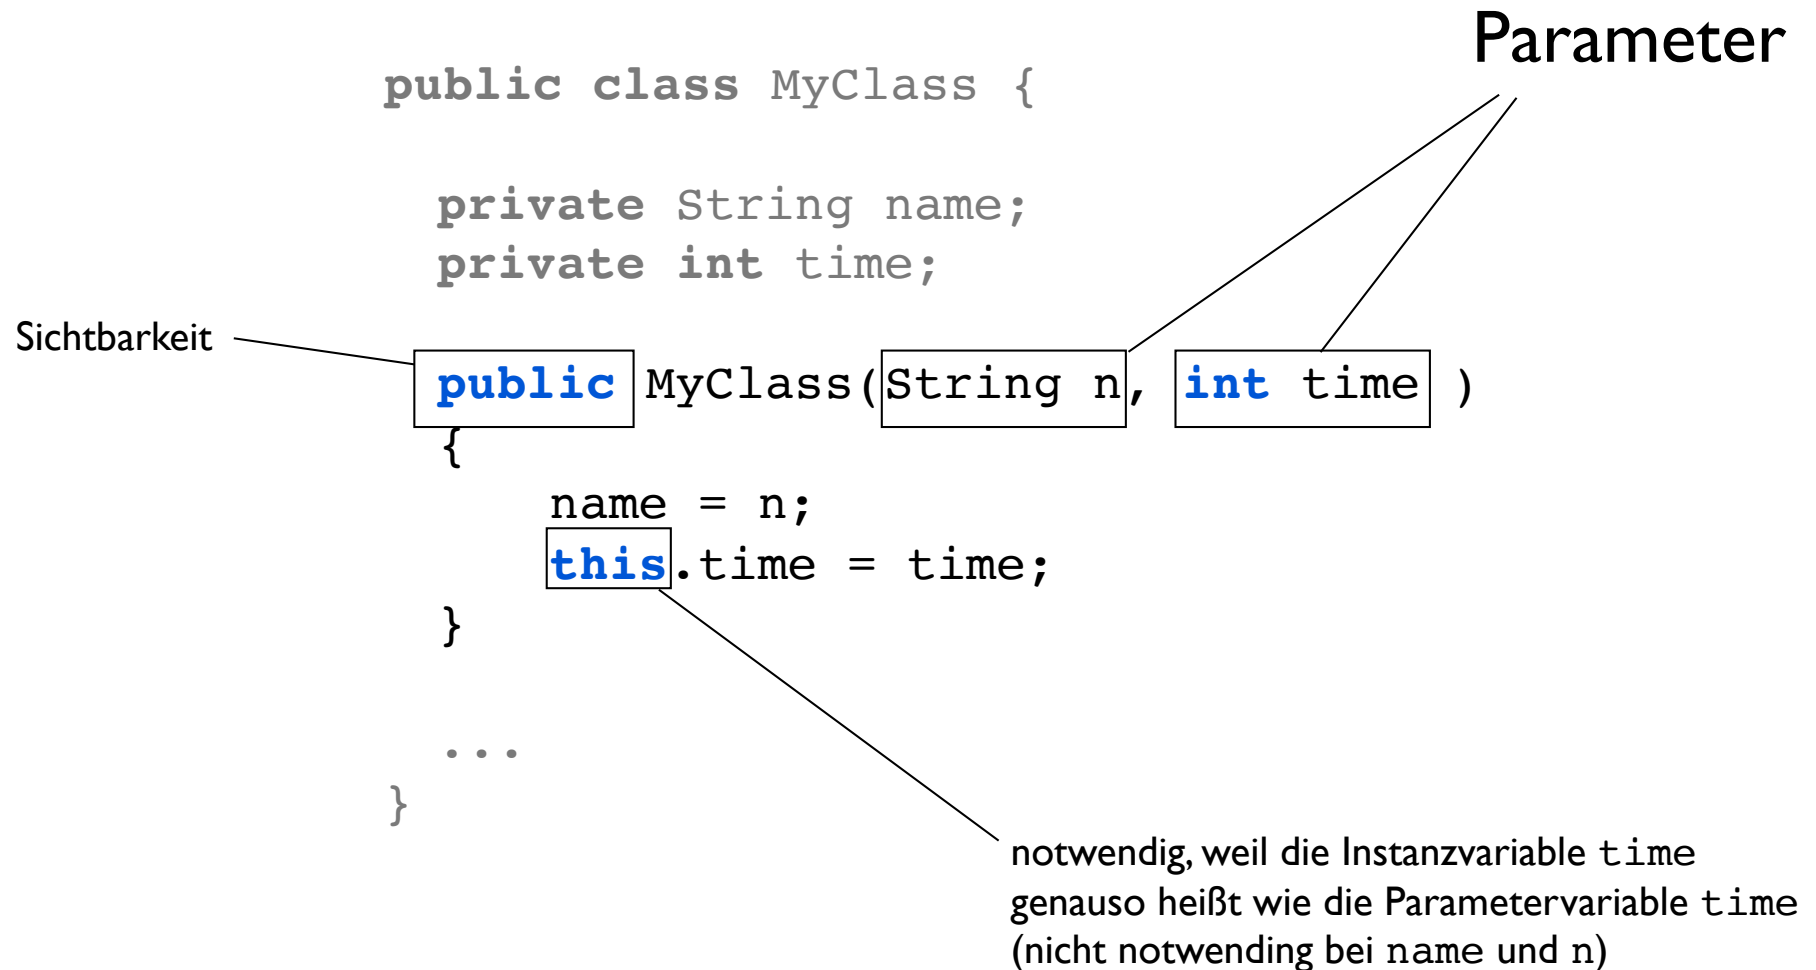 Parameter
public class MyClass {
private String name;
private int time;
Sichtbarkeit
public MyClass(String n, int time )
{
name = n;
this.time = time;
}
...
}
notwendig, weil die Instanzvariable time
genauso heißt wie die Parametervariable time
(nicht notwending bei name und n)